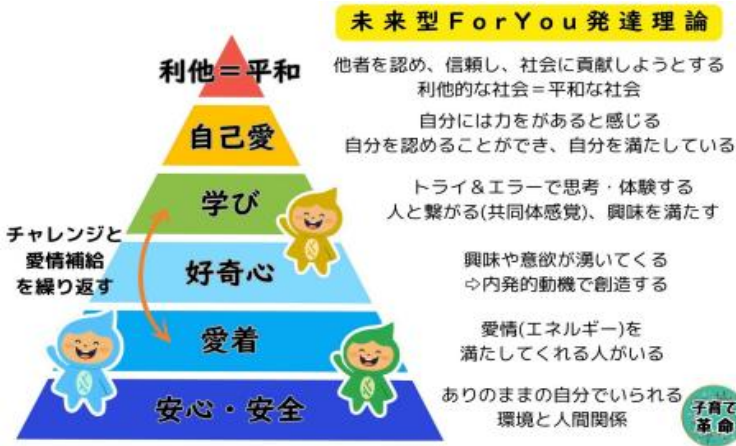 未来型ForYou発達理論
利他＝平和
他者を認め、信頼し、社会に貢献しようとする
利他的な社会＝平和な社会
自己愛
自分には力をがあると感じる
自分を認めることができ、自分を満たしている
学び
トライ＆エラーで思考・体験する
人と繋がる(共同体感覚)、興味を満たす
チャレンジと
愛情補給
を繰り返す
好奇心
興味や意欲が湧いてくる
⇨内発的動機で創造する
愛着
愛情(エネルギー)を
満たしてくれる人がいる
安心・安全
ありのままの自分でいられる
環境と人間関係
子育て
革命